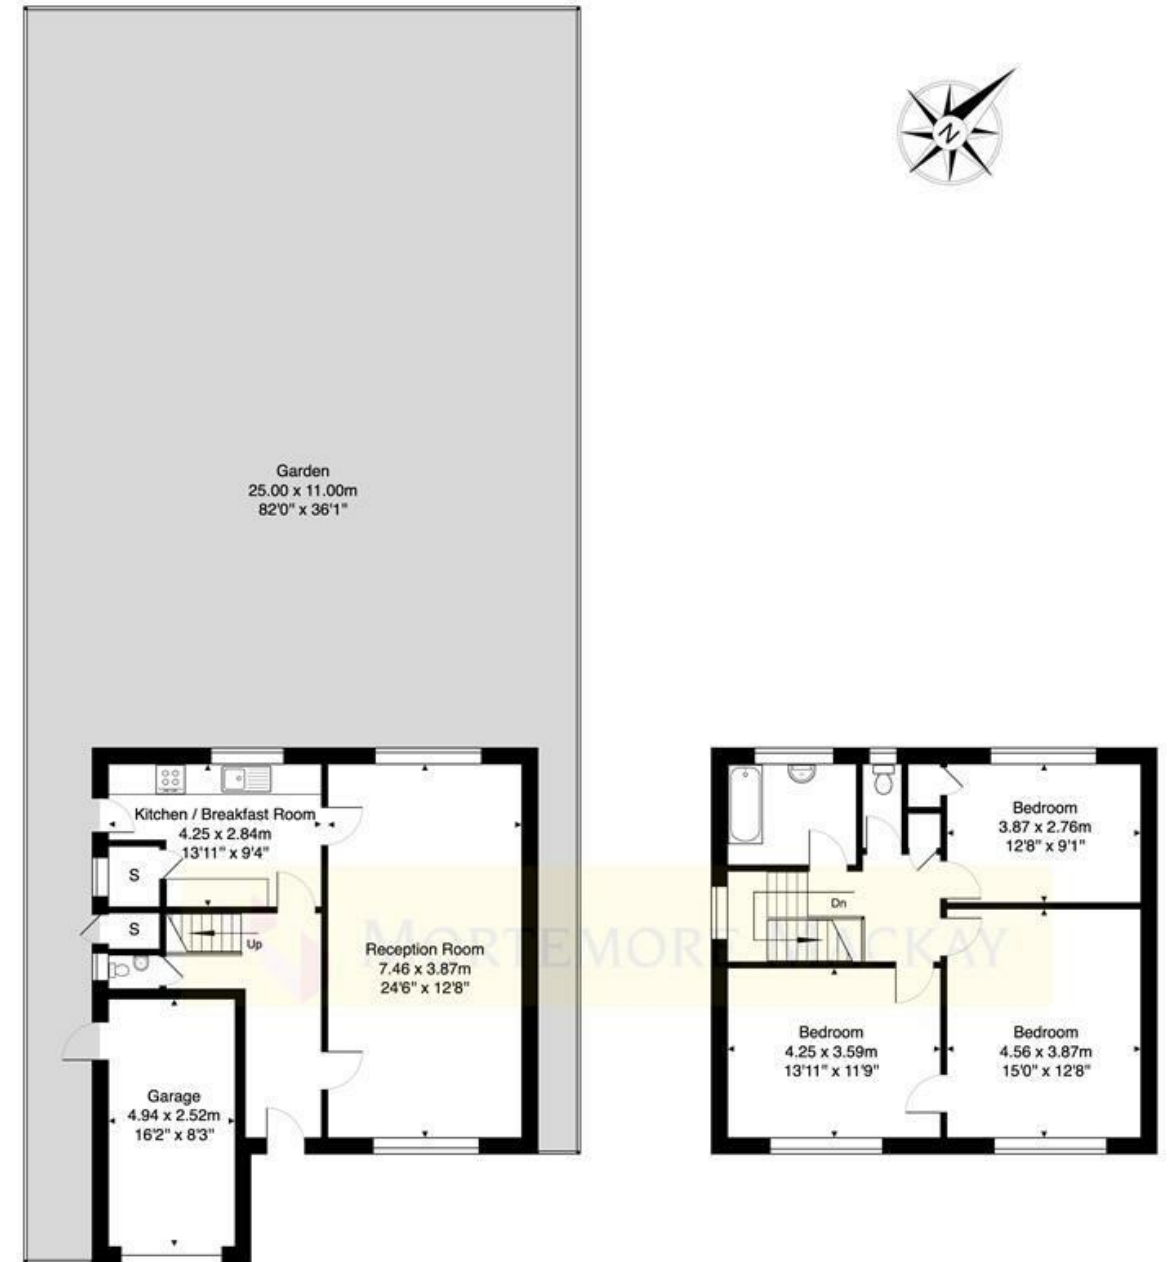 N
Garden
25.00 x 11.00m
82'0" x 36'1"
Kitchen / Breakfast Room
4.25 x 2.84m
13'11" x 9'4"
S
S
Up
Reception Room
7.46 x 3.87m
24'6" x 12'8"
Garage
4.94 x 2.52m
16'2" x 8'3"
Bedroom
3.87 x 2.76m
12'8" x 9'1"
Dn
Bedroom
4.25 x 3.59m
13'11" x 11'9"
Bedroom
4.56 x 3.87m
15'0" x 12'8"
MORTEMORE MACKAY